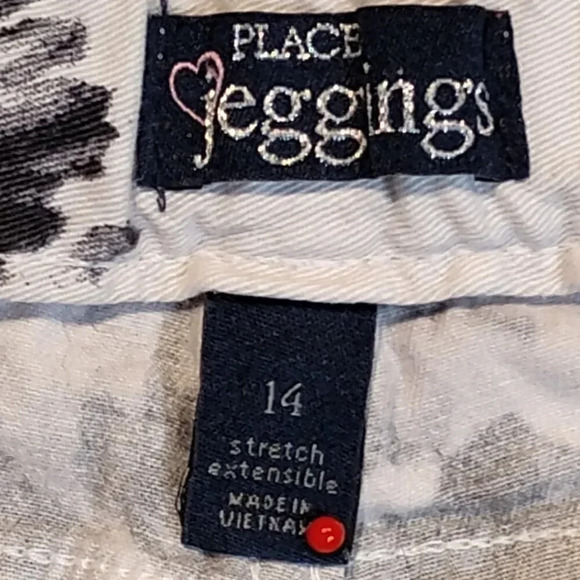 PLACE
jeggings
14
stretch
extensible
MADE IN
VIETNAM